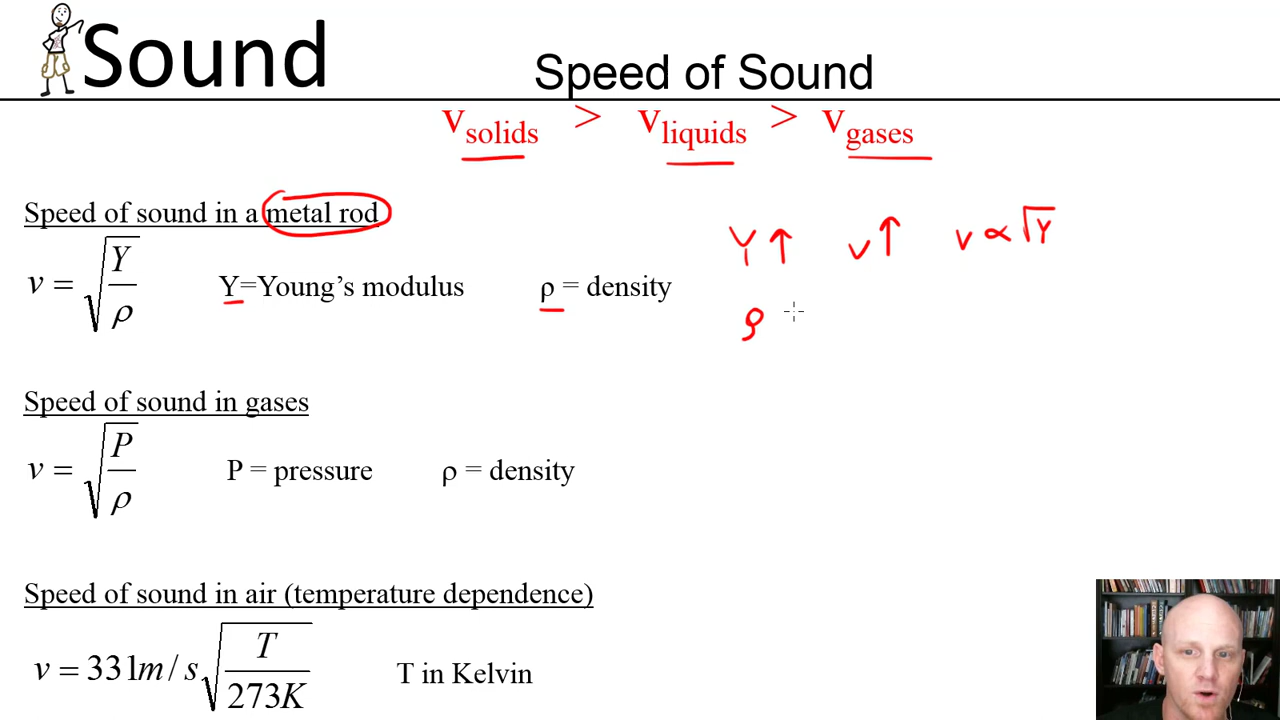 Sound
Speed of Sound
v_solids > v_liquids > v_gases
Speed of sound in a metal rod
Y↑ v↑ v ∝ √Y
v = √(Y/ρ) Y=Young's modulus ρ = density
ρ
Speed of sound in gases
v = √(P/ρ) P = pressure ρ = density
Speed of sound in air (temperature dependence)
v = 331m/s√(T/273K) T in Kelvin